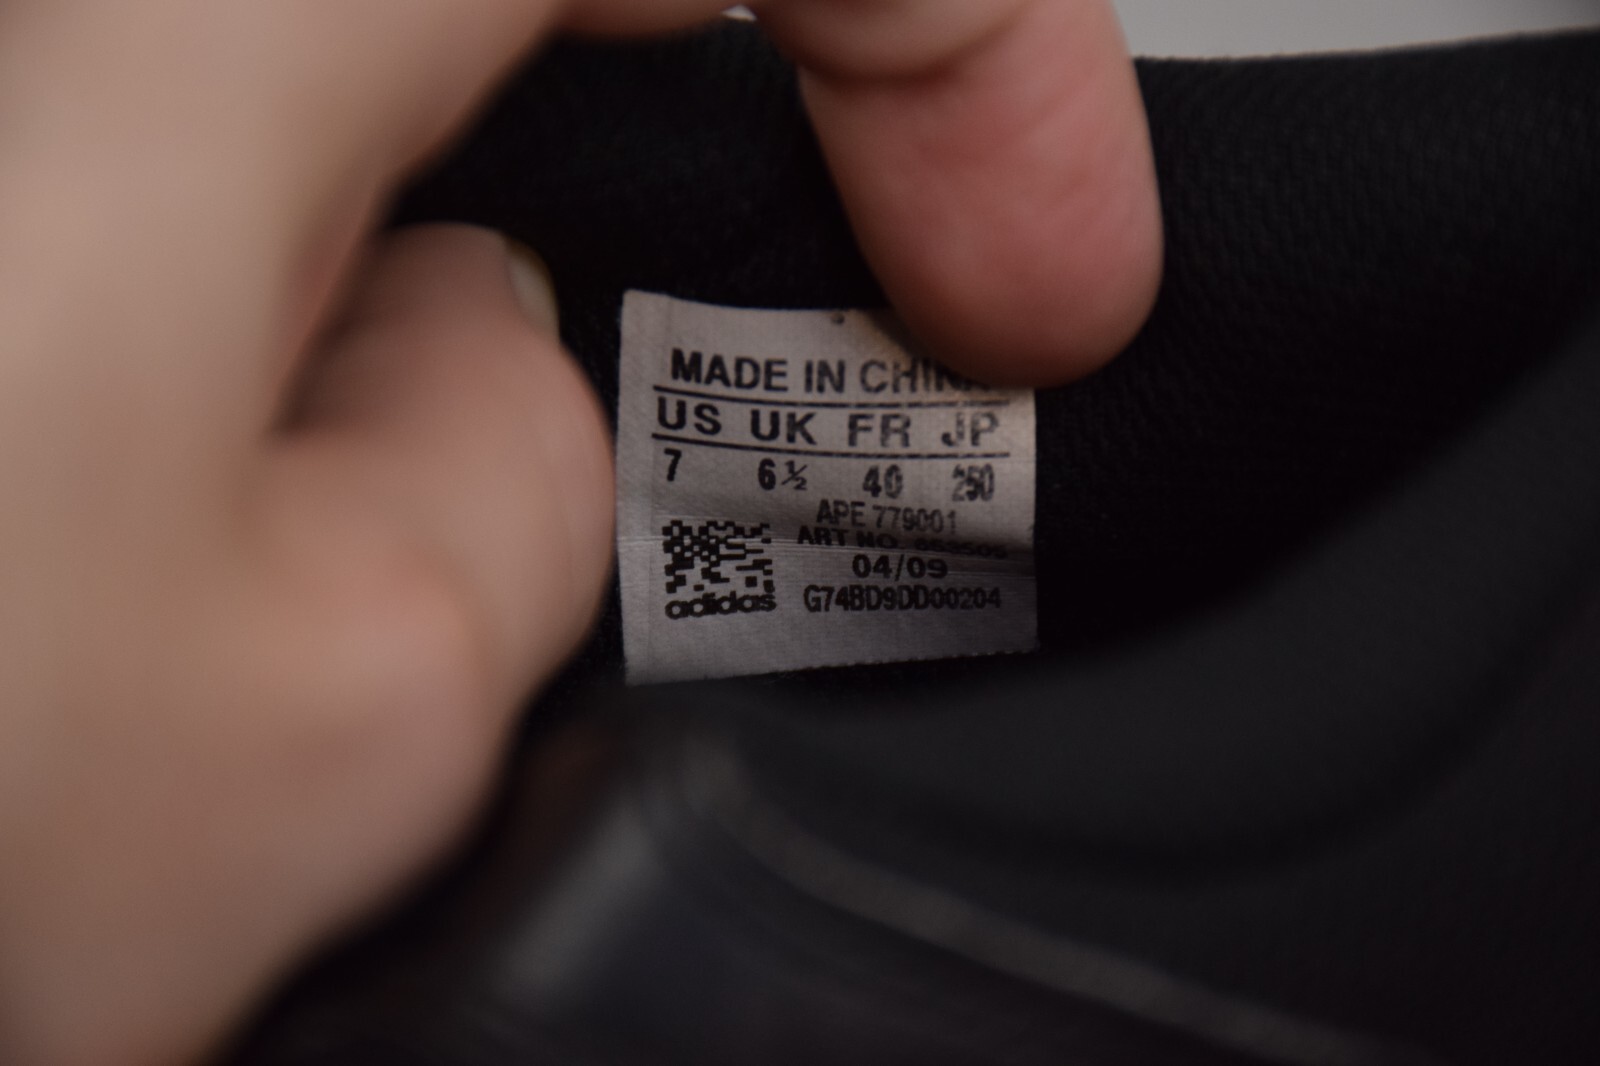 MADE IN CHINA
US UK FR JP
7 6½ 40 250
APE 779001
ART NO.
04/09
adidas G74BD9DD00204